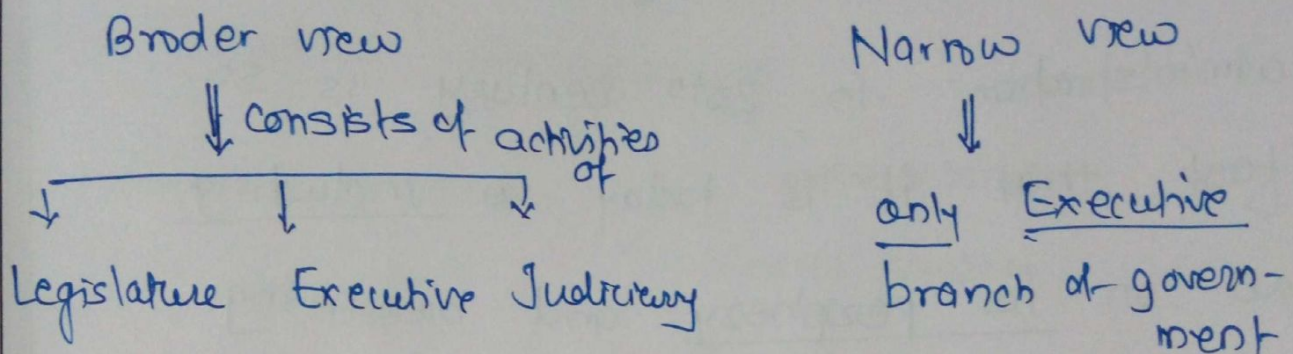 Broder view
consists of activities
of
Legislature Executive Judiciary
Narrow view
only Executive
branch of govern-
ment